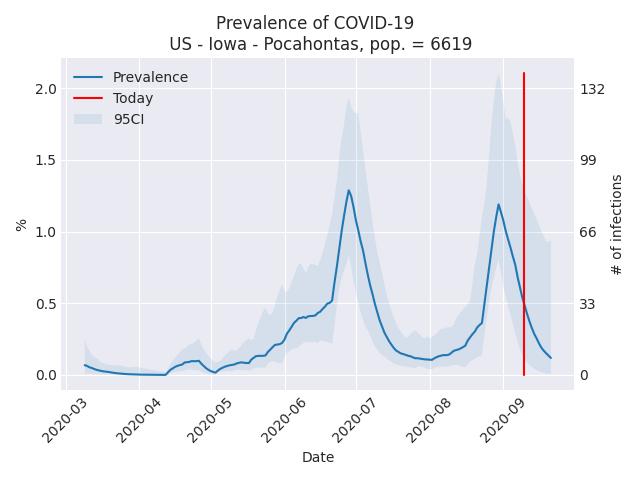 Prevalence of COVID-19
US - Iowa - Pocahontas, pop. = 6619
Prevalence
Today
95CI
2.0
1.5
1.0
0.5
0.0
%
132
99
66
33
0
# of infections
2020-03
2020-04
2020-05
2020-06
2020-07
2020-08
2020-09
Date